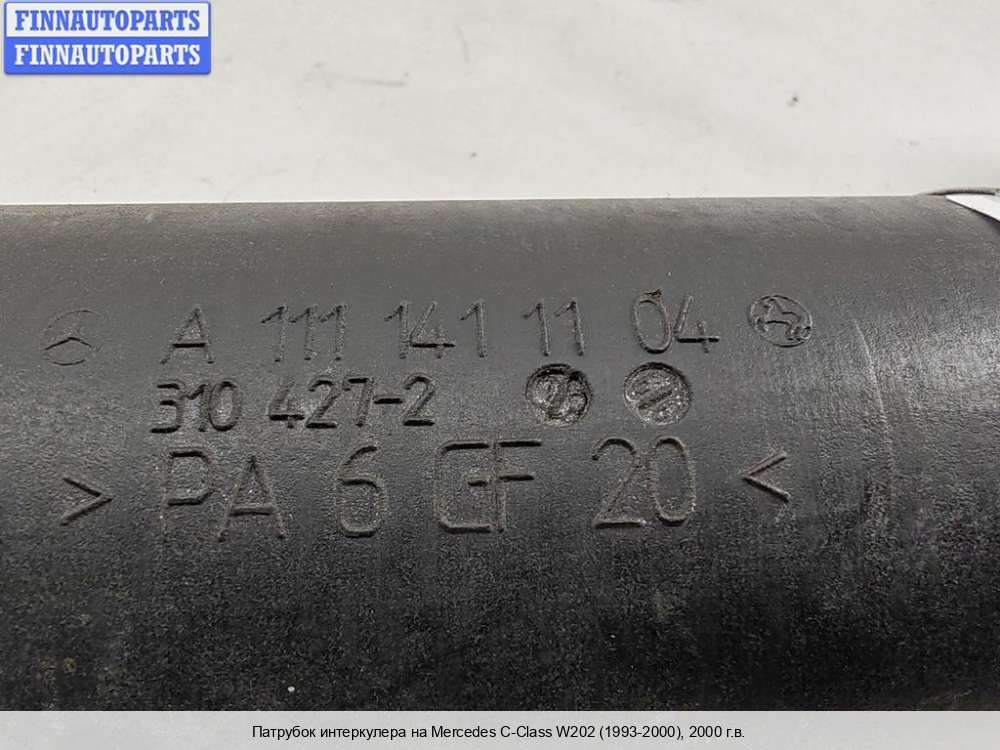 FINNAUTOPARTS
FINNAUTOPARTS
A 111 141 11 04
310 427-2
> PA 6 GF 20 <
Патрубок интеркулера на Mercedes C-Class W202 (1993-2000), 2000 г.в.